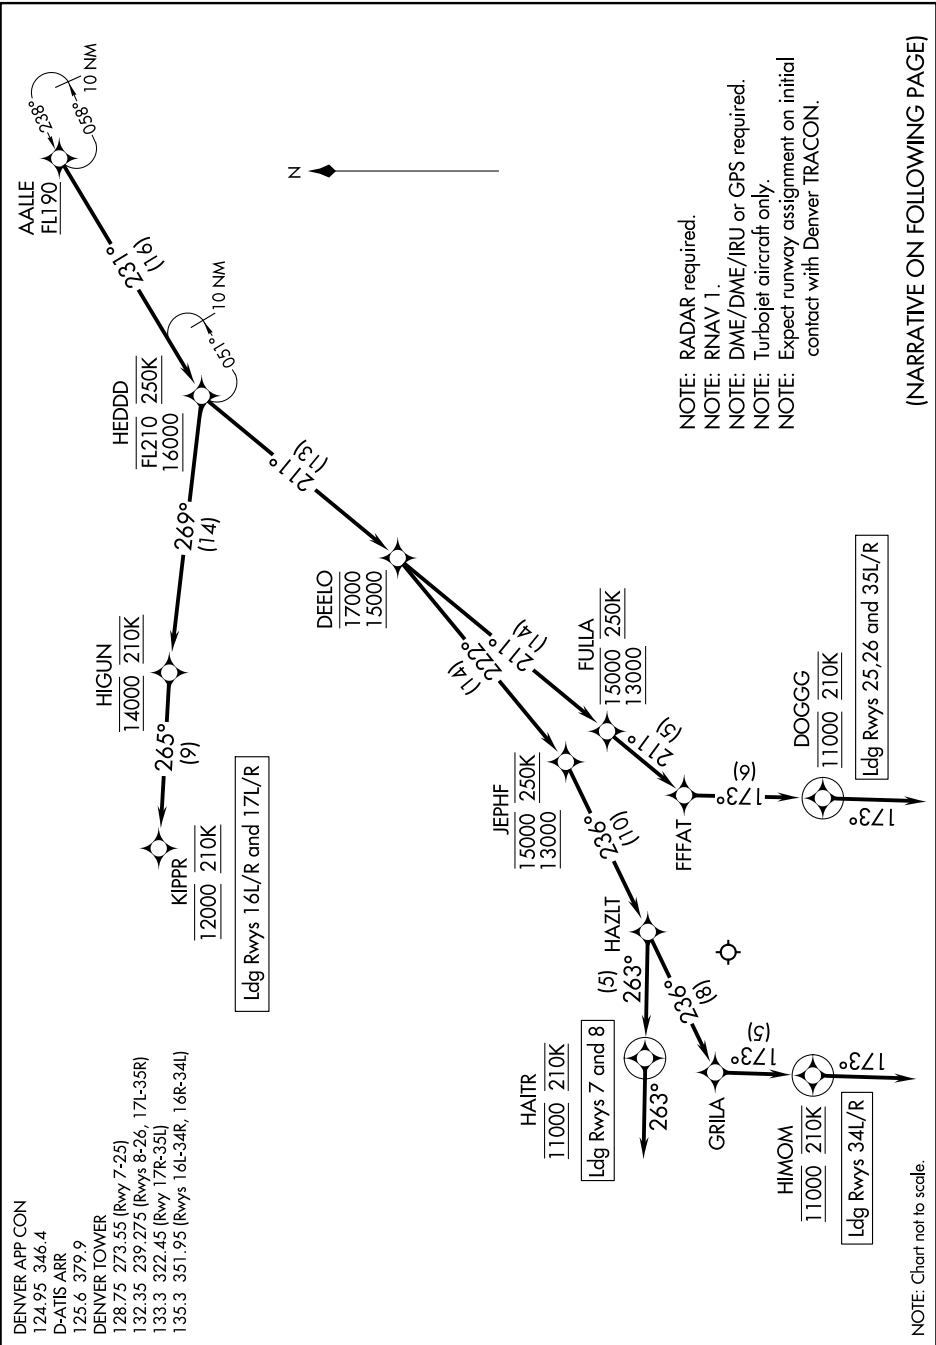 DENVER APP CON
124.95 346.4
D-ATIS ARR
125.6 379.9
DENVER TOWER
128.75 273.55 (Rwy 7-25)
132.35 239.275 (Rwys 8-26, 17L-35R)
133.3 322.45 (Rwy 17R-35L)
135.3 351.95 (Rwys 16L-34R, 16R-34L)
AALLE
FL190
238°
058°
10 NM
231°
(16)
HEDDD
FL210 250K
16000
051°
10 NM
269°
(14)
HIGUN
14000 210K
265°
(9)
KIPPR
12000 210K
Ldg Rwys 16L/R and 17L/R
N
211°
(13)
DEELO
17000
15000
222°
(14)
211°
(14)
FULLA
15000 250K
13000
211°
(5)
JEPHF
15000 250K
13000
236°
(10)
FFFAT
173°
(6)
DOGGG
11000 210K
Ldg Rwys 25,26 and 35L/R
173°
HAZLT
(5)
263°
HAITR
11000 210K
Ldg Rwys 7 and 8
263°
236°
(8)
GRILA
173°
(5)
HIMOM
11000 210K
Ldg Rwys 34L/R
173°
NOTE: RADAR required.
NOTE: RNAV 1.
NOTE: DME/DME/IRU or GPS required.
NOTE: Turbojet aircraft only.
NOTE: Expect runway assignment on initial
contact with Denver TRACON.
NOTE: Chart not to scale.
(NARRATIVE ON FOLLOWING PAGE)